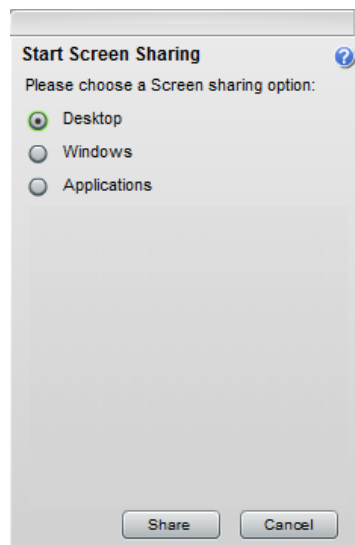 Start Screen Sharing
Please choose a Screen sharing option:
Desktop
Windows
Applications
Share Cancel